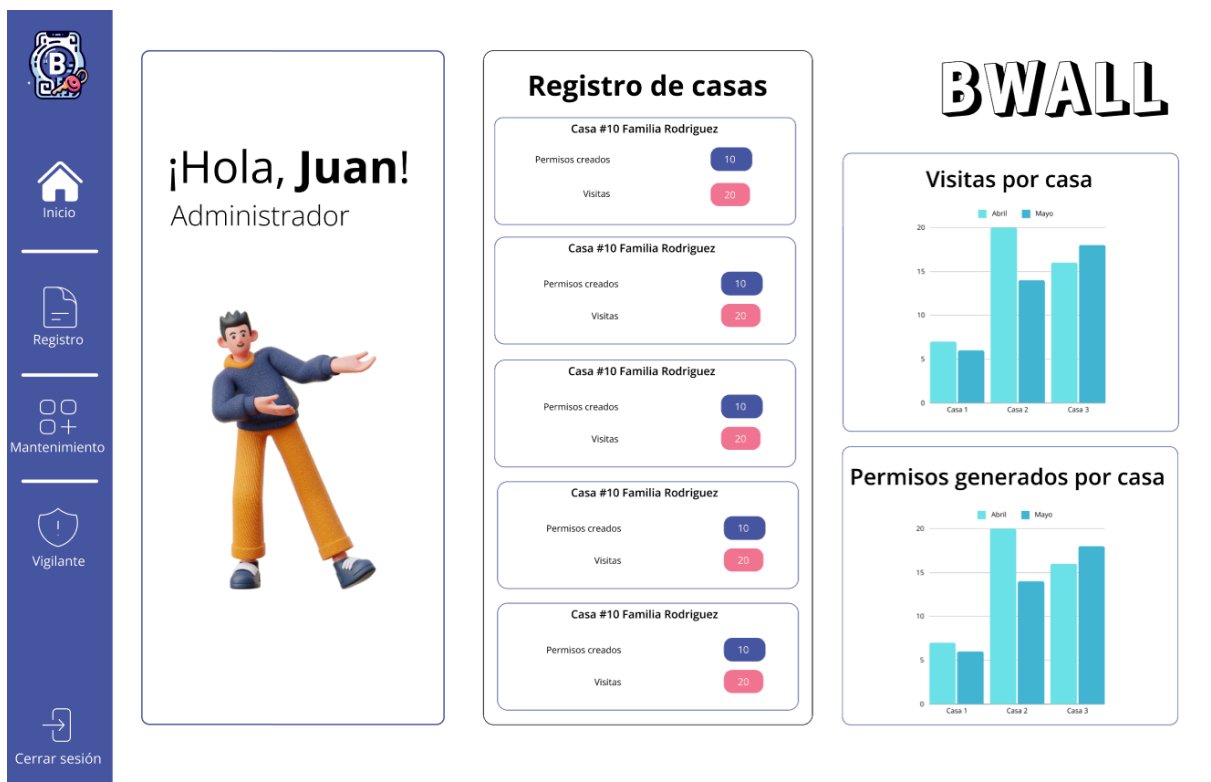 B
Inicio
Registro
Mantenimiento
Vigilante
Cerrar sesión
¡Hola, Juan!
Administrador
Registro de casas
Casa #10 Familia Rodriguez
Permisos creados 10
Visitas 20
Casa #10 Familia Rodriguez
Permisos creados 10
Visitas 20
Casa #10 Familia Rodriguez
Permisos creados 10
Visitas 20
Casa #10 Familia Rodriguez
Permisos creados 10
Visitas 20
Casa #10 Familia Rodriguez
Permisos creados 10
Visitas 20
BWALL
Visitas por casa
Abril Mayo
20
15
10
5
0
Casa 1 Casa 2 Casa 3
Permisos generados por casa
Abril Mayo
20
15
10
5
0
Casa 1 Casa 2 Casa 3